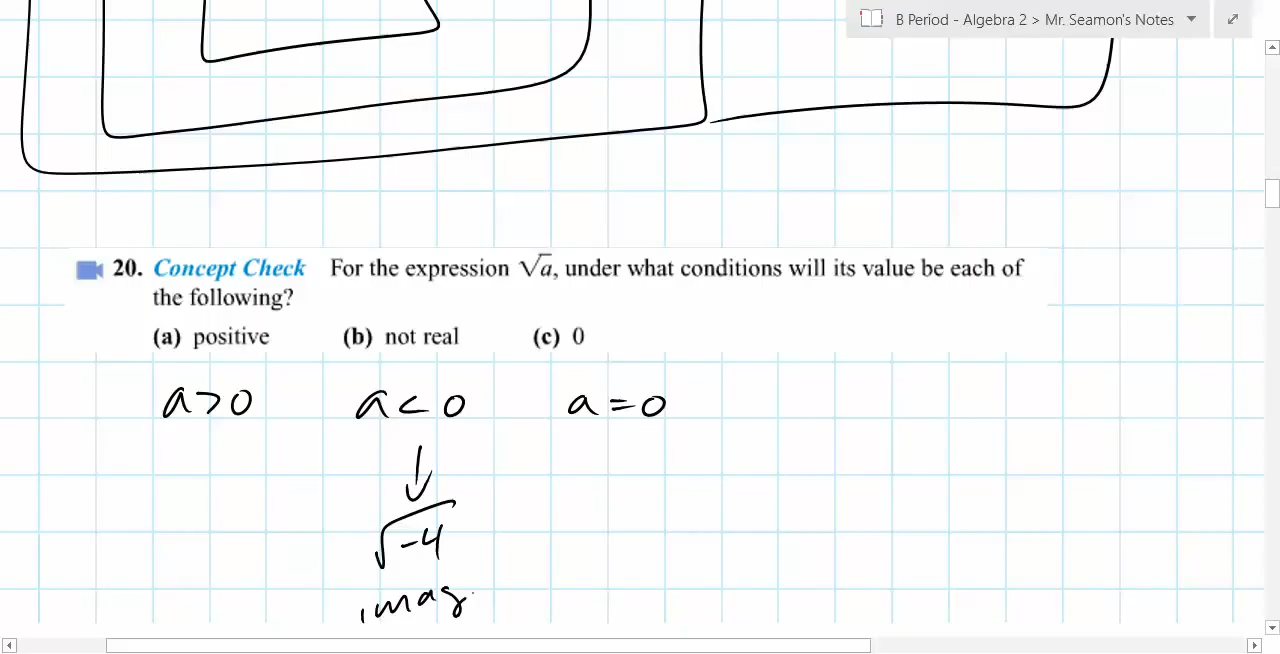 B Period - Algebra 2 > Mr. Seamon's Notes
20. Concept Check For the expression √a, under what conditions will its value be each of
the following?
(a) positive (b) not real (c) 0
a>0 a<0 a=0
√-4
imag